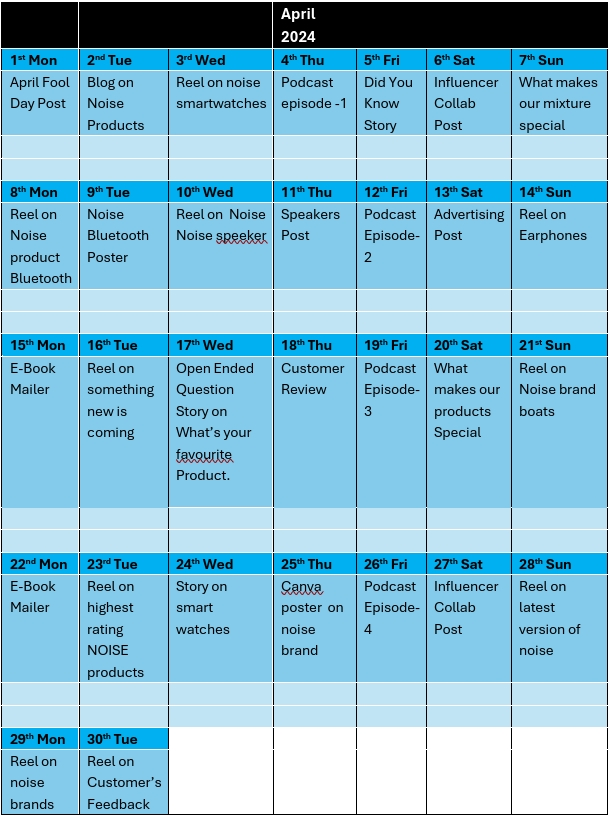 April
2024
1st Mon
2nd Tue
3rd Wed
4th Thu
5th Fri
6th Sat
7th Sun
April Fool
Day Post
Blog on
Noise
Products
Reel on noise
smartwatches
Podcast
episode -1
Did You
Know
Story
Influencer
Collab
Post
What makes
our mixture
special
8th Mon
9th Tue
10th Wed
11th Thu
12th Fri
13th Sat
14th Sun
Reel on
Noise
product
Bluetooth
Noise
Bluetooth
Poster
Reel on Noise
Noise speeker
Speakers
Post
Podcast
Episode-
2
Advertising
Post
Reel on
Earphones
15th Mon
16th Tue
17th Wed
18th Thu
19th Fri
20th Sat
21st Sun
E-Book
Mailer
Reel on
something
new is
coming
Open Ended
Question
Story on
What's your
favourite
Product.
Customer
Review
Podcast
Episode-
3
What
makes our
products
Special
Reel on
Noise brand
boats
22nd Mon
23rd Tue
24th Wed
25th Thu
26th Fri
27th Sat
28th Sun
E-Book
Mailer
Reel on
highest
rating
NOISE
products
Story on
smart
watches
Canva
poster on
noise
brand
Podcast
Episode-
4
Influencer
Collab
Post
Reel on
latest
version of
noise
29th Mon
30th Tue
Reel on
noise
brands
Reel on
Customer's
Feedback